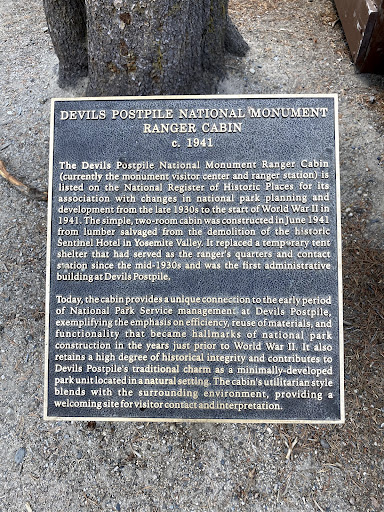 DEVILS POSTPILE NATIONAL MONUMENT
RANGER CABIN
c. 1941
The Devils Postpile National Monument Ranger Cabin
(currently the monument visitor center and ranger station) is
listed on the National Register of Historic Places for its
association with changes in national park planning and
development from the late 1930s to the start of World War II in
1941. The simple, two-room cabin was constructed in June 1941
from lumber salvaged from the demolition of the historic
Sentinel Hotel in Yosemite Valley. It replaced a temporary tent
shelter that had served as the ranger's quarters and contact
station since the mid-1930s and was the first administrative
building at Devils Postpile.
Today, the cabin provides a unique connection to the early period
of National Park Service management at Devils Postpile,
exemplifying the emphasis on efficiency, reuse of materials, and
functionality that became hallmarks of national park
construction in the years just prior to World War II. It also
retains a high degree of historical integrity and contributes to
Devils Postpile's traditional charm as a minimally-developed
park unit located in a natural setting. The cabin's utilitarian style
blends with the surrounding environment, providing a
welcoming site for visitor contact and interpretation.